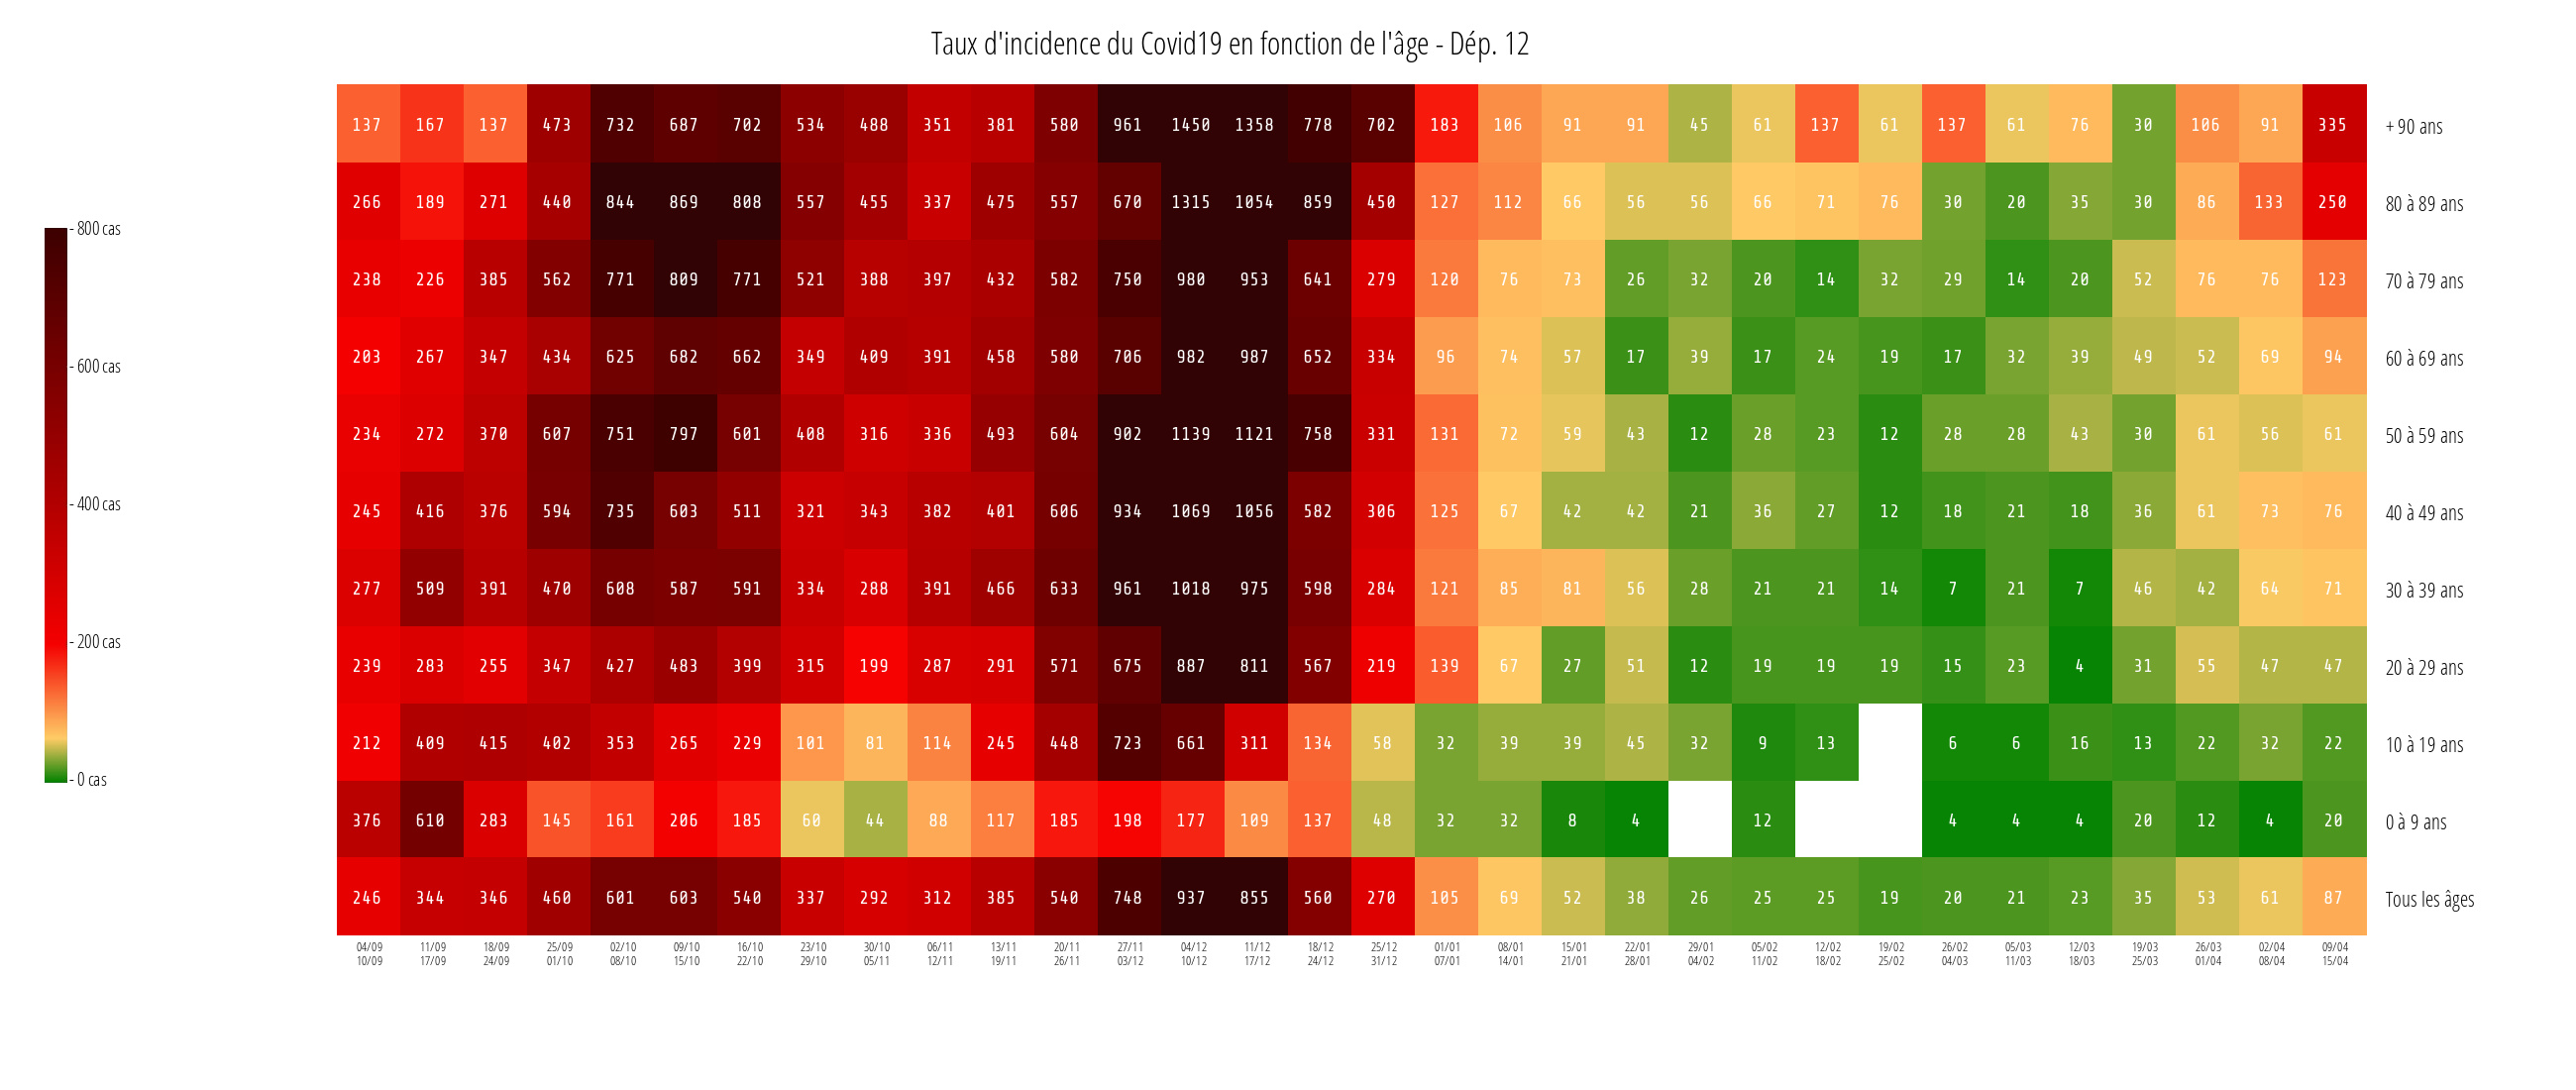 Taux d'incidence du Covid19 en fonction de l'âge - Dép. 12
- 800 cas
- 600 cas
- 400 cas
- 200 cas
- 0 cas
137 167 137 473 732 687 702 534 488 351 381 580 961 1450 1358 778 702 183 106 91 91 45 61 137 61 137 61 76 30 106 91 335 + 90 ans
266 189 271 440 844 869 808 557 455 337 475 557 670 1315 1054 859 450 127 112 66 56 56 66 71 76 30 20 35 30 86 133 250 80 à 89 ans
238 226 385 562 771 809 771 521 388 397 432 582 750 980 953 641 279 120 76 73 26 32 20 14 32 29 14 20 52 76 76 123 70 à 79 ans
203 267 347 434 625 682 662 349 409 391 458 580 706 982 987 652 334 96 74 57 17 39 17 24 19 17 32 39 49 52 69 94 60 à 69 ans
234 272 370 607 751 797 601 408 316 336 493 604 902 1139 1121 758 331 131 72 59 43 12 28 23 12 28 28 43 30 61 56 61 50 à 59 ans
245 416 376 594 735 603 511 321 343 382 401 606 934 1069 1056 582 306 125 67 42 42 21 36 27 12 18 21 18 36 61 73 76 40 à 49 ans
277 509 391 470 608 587 591 334 288 391 466 633 961 1018 975 598 284 121 85 81 56 28 21 21 14 7 21 7 46 42 64 71 30 à 39 ans
239 283 255 347 427 483 399 315 199 287 291 571 675 887 811 567 219 139 67 27 51 12 19 19 19 15 23 4 31 55 47 47 20 à 29 ans
212 409 415 402 353 265 229 101 81 114 245 448 723 661 311 134 58 32 39 39 45 32 9 13 6 6 16 13 22 32 22 10 à 19 ans
376 610 283 145 161 206 185 60 44 88 117 185 198 177 109 137 48 32 32 8 4 12 4 4 4 20 12 4 20 0 à 9 ans
246 344 346 460 601 603 540 337 292 312 385 540 748 937 855 560 270 105 69 52 38 26 25 25 19 20 21 23 35 53 61 87 Tous les âges
04/09 11/09 18/09 25/09 02/10 09/10 16/10 23/10 30/10 06/11 13/11 20/11 27/11 04/12 11/12 18/12 25/12 01/01 08/01 15/01 22/01 29/01 05/02 12/02 19/02 26/02 05/03 12/03 19/03 26/03 02/04 09/04
10/09 17/09 24/09 01/10 08/10 15/10 22/10 29/10 05/11 12/11 19/11 26/11 03/12 10/12 17/12 24/12 31/12 07/01 14/01 21/01 28/01 04/02 11/02 18/02 25/02 04/03 11/03 18/03 25/03 01/04 08/04 15/04